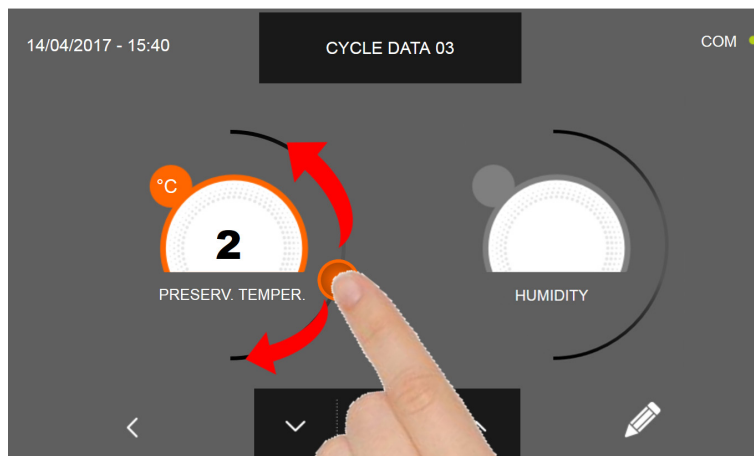 14/04/2017 - 15:40
CYCLE DATA 03
COM
°C
2
PRESERV. TEMPER.
HUMIDITY